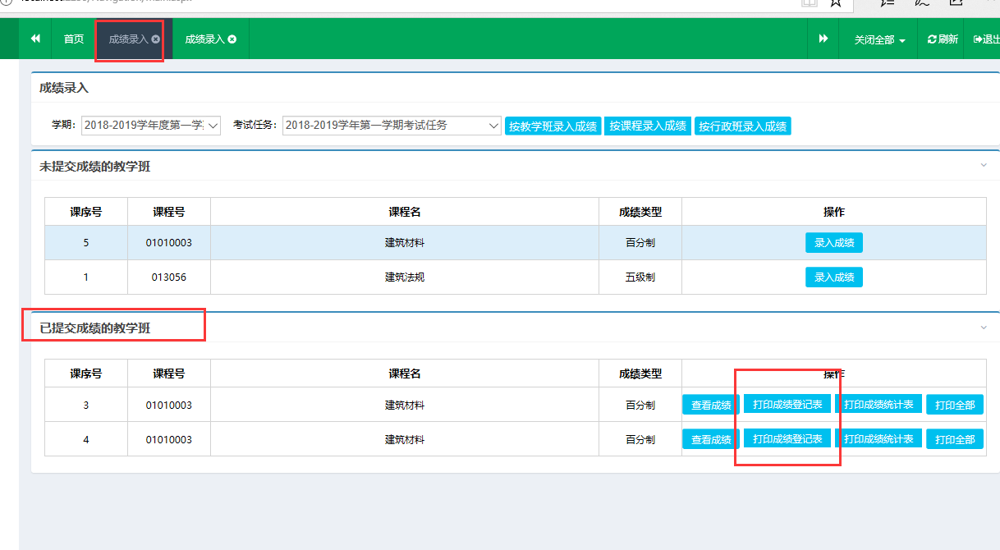 首页 成绩录入 成绩录入 关闭全部 刷新 退出
成绩录入
学期: 2018-2019学年度第一学 考试任务: 2018-2019学年第一学期考试任务 按教学班录入成绩 按课程录入成绩 按行政班录入成绩
未提交成绩的教学班
课序号 课程号 课程名 成绩类型 操作
5 01010003 建筑材料 百分制 录入成绩
1 013056 建筑法规 五级制 录入成绩
已提交成绩的教学班
课序号 课程号 课程名 成绩类型 操作
3 01010003 建筑材料 百分制 查看成绩 打印成绩登记表 打印成绩统计表 打印全部
4 01010003 建筑材料 百分制 查看成绩 打印成绩登记表 打印成绩统计表 打印全部